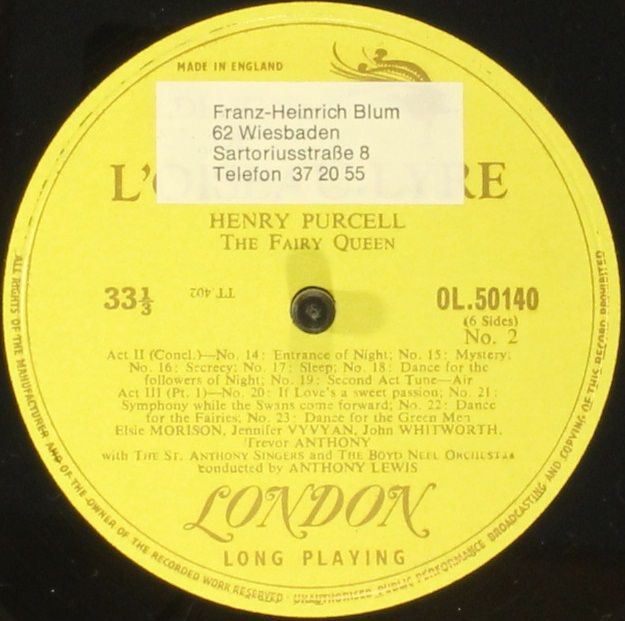 MADE IN ENGLAND
Franz-Heinrich Blum
62 Wiesbaden
Sartoriusstraße 8
Telefon 37 20 55
HENRY PURCELL
THE FAIRY QUEEN
33⅓
TT.402
OL.50140
(6 Sides)
No. 2
Act II (Concl.)—No. 14: Entrance of Night; No. 15: Mystery;
No. 16: Secrecy; No. 17: Sleep; No. 18: Dance for the
followers of Night; No. 19: Second Act Tune—Air
Act III (Pt. 1)—No. 20: If Love's a sweet passion; No. 21:
Symphony while the Swans come forward; No. 22: Dance
for the Fairies; No. 23: Dance for the Green Men
Elsie MORISON, Jennifer VYVYAN, John WHITWORTH,
Trevor ANTHONY
with THE ST. ANTHONY SINGERS and THE BOYD NEEL ORCHESTRA
conducted by ANTHONY LEWIS
LONDON
LONG PLAYING
ALL RIGHTS OF THE MANUFACTURER AND OF THE OWNER OF THE RECORDED WORK RESERVED · UNAUTHORISED PUBLIC PERFORMANCE BROADCASTING AND COPYING OF THIS RECORD PROHIBITED